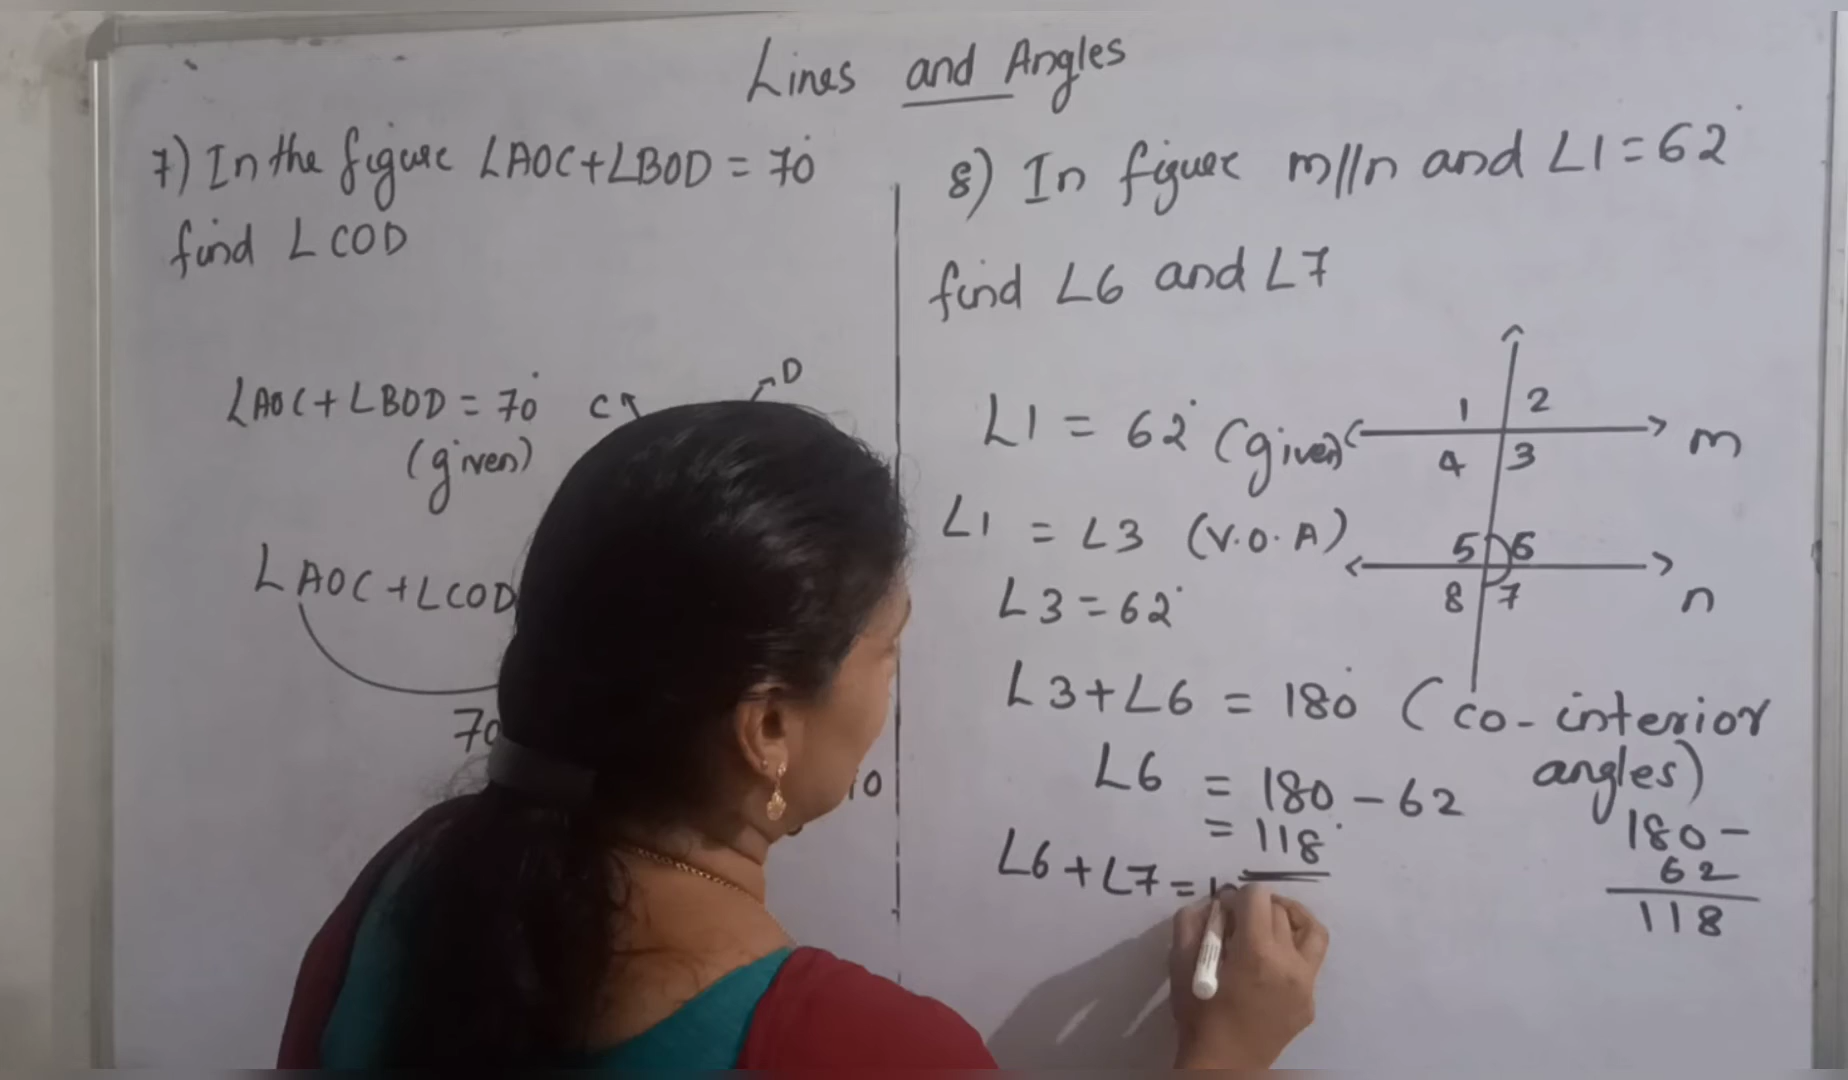 Lines and Angles
7) In the figure ∠AOC+∠BOD = 70°
find ∠COD
∠AOC+∠BOD = 70°
(given)
C
D
∠AOC+∠COD
70
8) In figure m//n and ∠1=62°
find ∠6 and ∠7
∠1 = 62° (given)
∠1 = ∠3 (V.O.A)
∠3=62°
∠3+∠6 = 180° (co-interior
angles)
∠6 = 180-62
= 118°
∠6+∠7=
1 2
m
4 3
5 6
n
8 7
180-
62
118